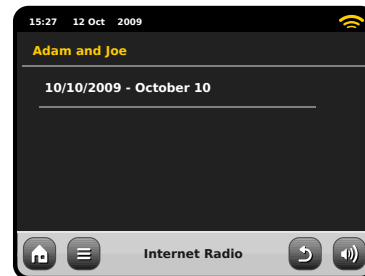 15:27 12 Oct 2009
Adam and Joe
10/10/2009 - October 10
Internet Radio